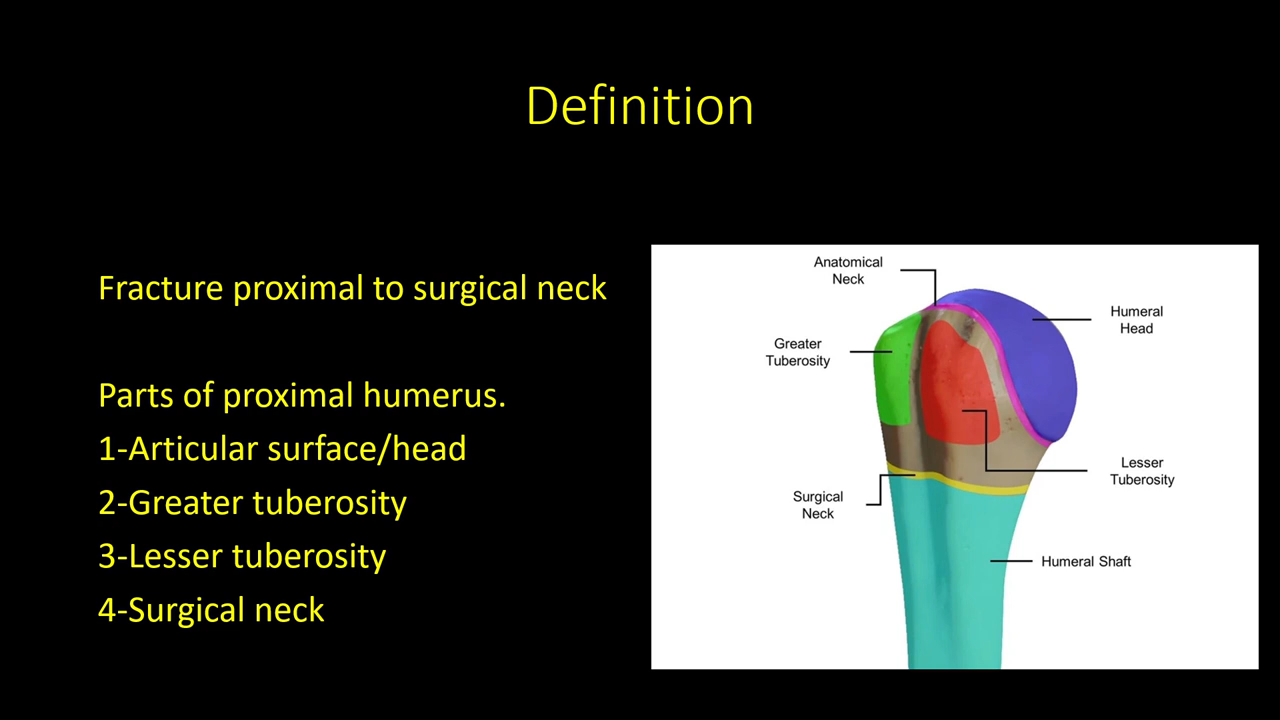 Definition
Fracture proximal to surgical neck
Parts of proximal humerus.
1-Articular surface/head
2-Greater tuberosity
3-Lesser tuberosity
4-Surgical neck
Anatomical
Neck
Humeral
Head
Greater
Tuberosity
Lesser
Tuberosity
Surgical
Neck
Humeral Shaft